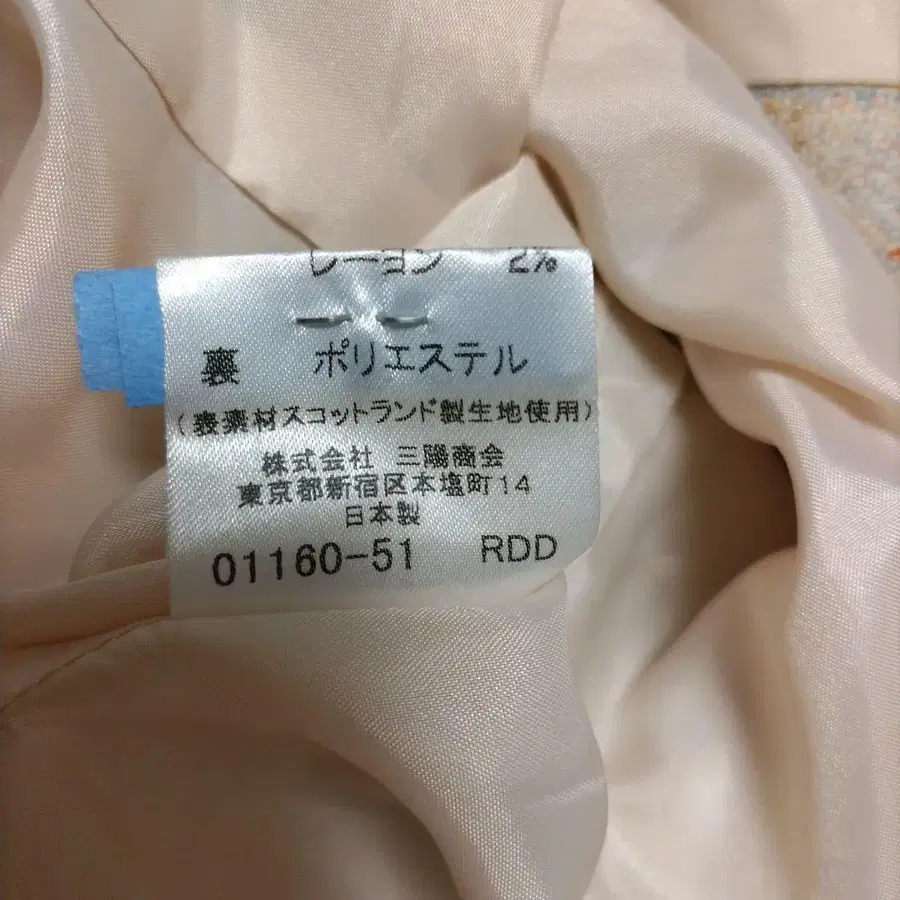 レーヨン 2%
裏 ポリエステル
(表素材スコットランド製生地使用)
株式会社 三陽商会
東京都新宿区本塩町14
日本製
01160-51 RDD